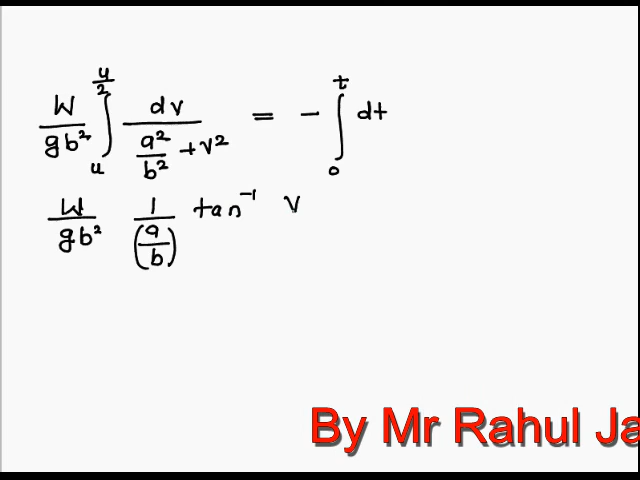 W/(gb²) ∫_u^(u/2) dv/(a²/b² + v²) = - ∫_0^t dt
W/(gb²) 1/(a/b) tan⁻¹ v
By Mr Rahul Ja